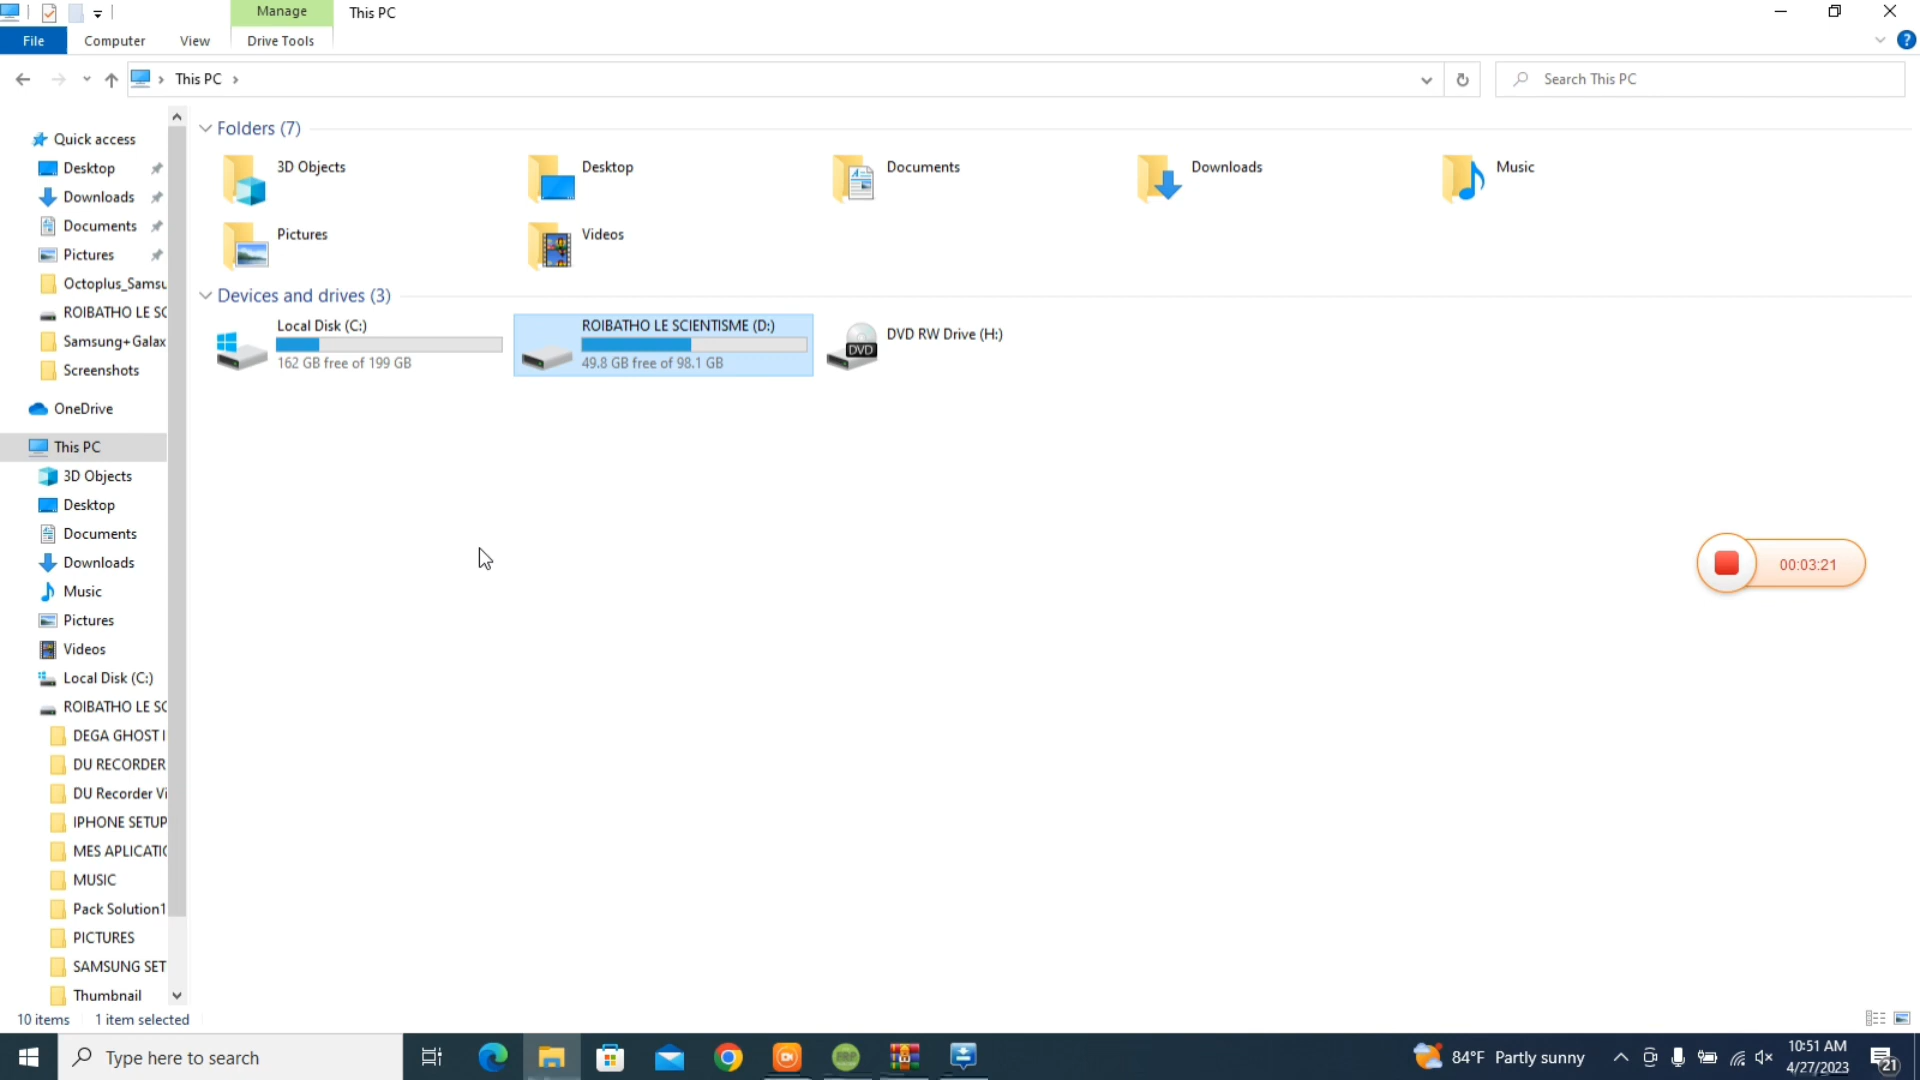 Manage
This PC
File
Computer
View
Drive Tools
This PC
Search This PC
Quick access
Desktop
Downloads
Documents
Pictures
Octoplus_Samsu
ROIBATHO LE SC
Samsung+Galax
Screenshots
OneDrive
This PC
3D Objects
Desktop
Documents
Downloads
Music
Pictures
Videos
Local Disk (C:)
ROIBATHO LE SC
DEGA GHOST I
DU RECORDER
DU Recorder Vi
IPHONE SETUP
MES APLICATIO
MUSIC
Pack Solution1
PICTURES
SAMSUNG SET
Thumbnail
Folders (7)
3D Objects
Desktop
Documents
Downloads
Music
Pictures
Videos
Devices and drives (3)
Local Disk (C:)
162 GB free of 199 GB
ROIBATHO LE SCIENTISME (D:)
49.8 GB free of 98.1 GB
DVD RW Drive (H:)
DVD
00:03:21
10 items
1 item selected
Type here to search
84°F Partly sunny
10:51 AM
4/27/2023
21